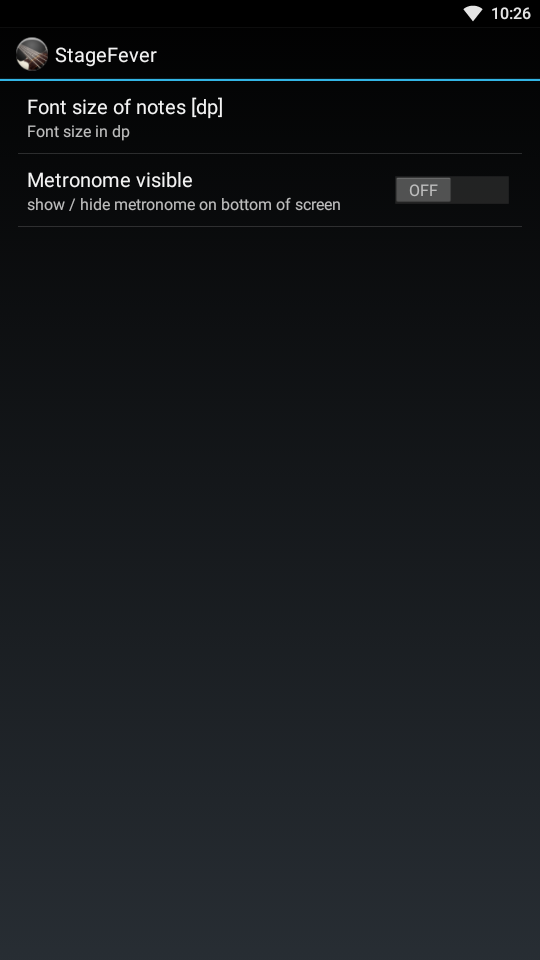 10:26
StageFever
Font size of notes [dp]
Font size in dp
Metronome visible
show / hide metronome on bottom of screen
OFF